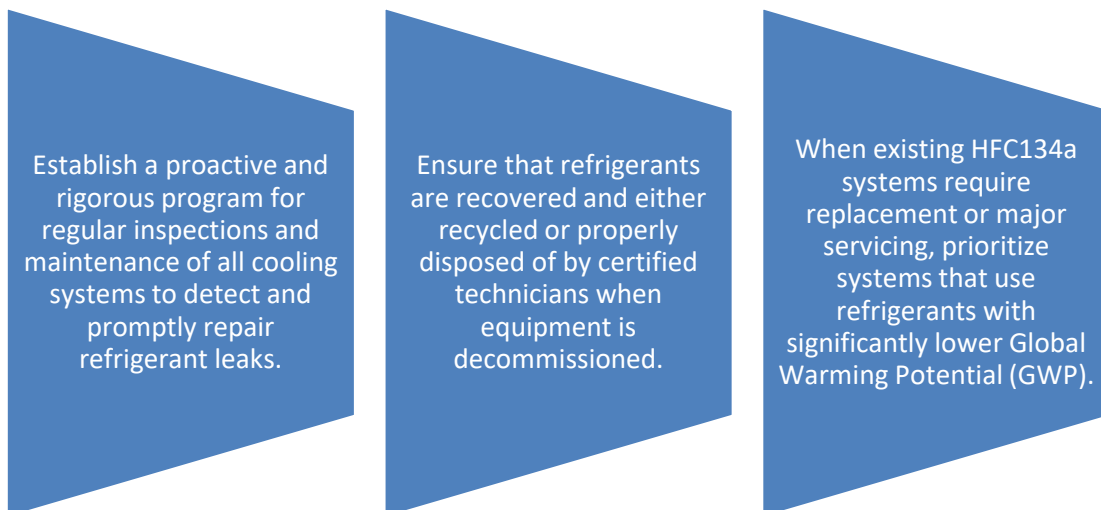 Establish a proactive and
rigorous program for
regular inspections and
maintenance of all cooling
systems to detect and
promptly repair
refrigerant leaks.
Ensure that refrigerants
are recovered and either
recycled or properly
disposed of by certified
technicians when
equipment is
decommissioned.
When existing HFC134a
systems require
replacement or major
servicing, prioritize
systems that use
refrigerants with
significantly lower Global
Warming Potential (GWP).